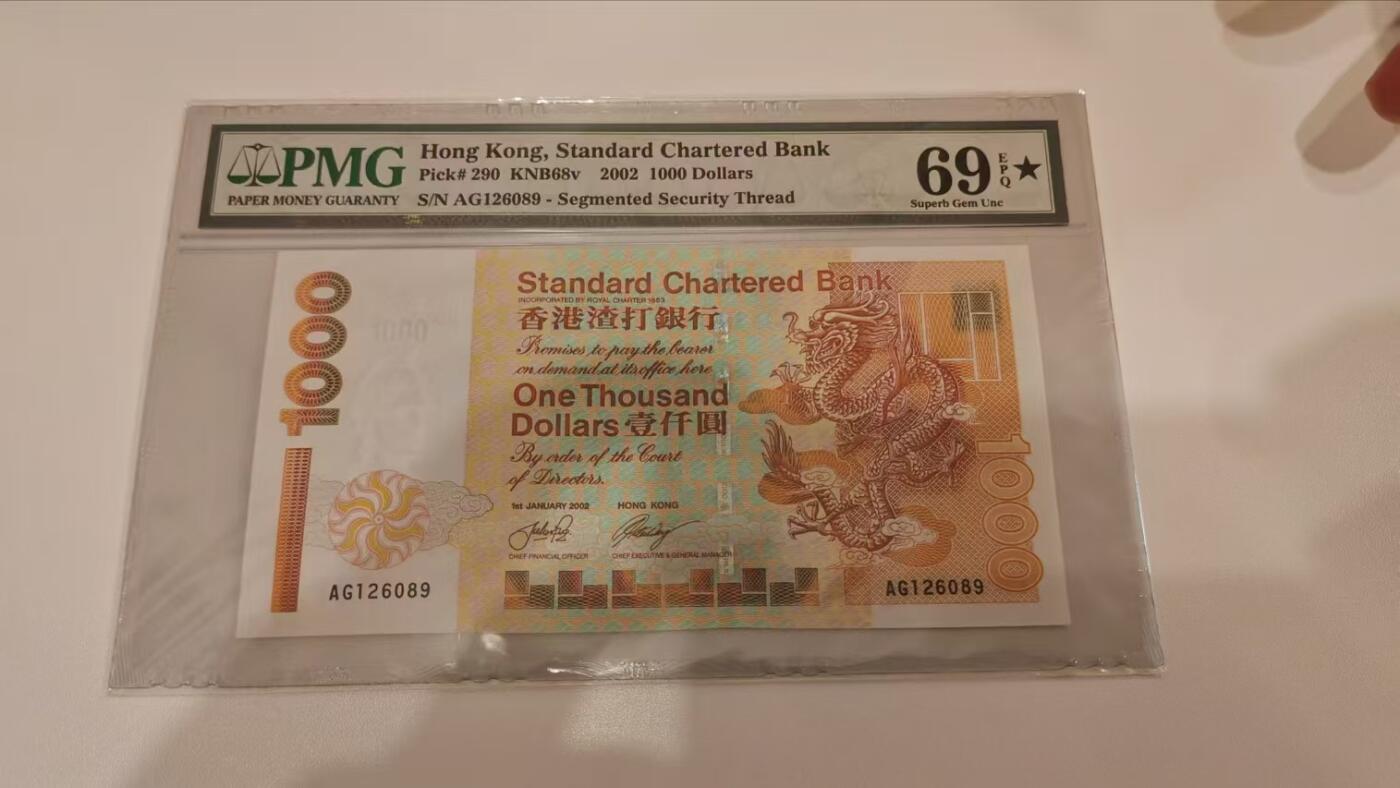 PMG
PAPER MONEY GUARANTY
Hong Kong, Standard Chartered Bank
Pick# 290 KNB68v 2002 1000 Dollars
S/N AG126089 - Segmented Security Thread
69 EPQ ★
Superb Gem Unc
1000
Standard Chartered Bank
INCORPORATED BY ROYAL CHARTER 1853
香港渣打銀行
Promises to pay the bearer
on demand at its office here
One Thousand
Dollars 壹仟圓
By order of the Court
of Directors.
1st JANUARY 2002 HONG KONG
CHIEF FINANCIAL OFFICER CHIEF EXECUTIVE & GENERAL MANAGER
AG126089
AG126089
1000